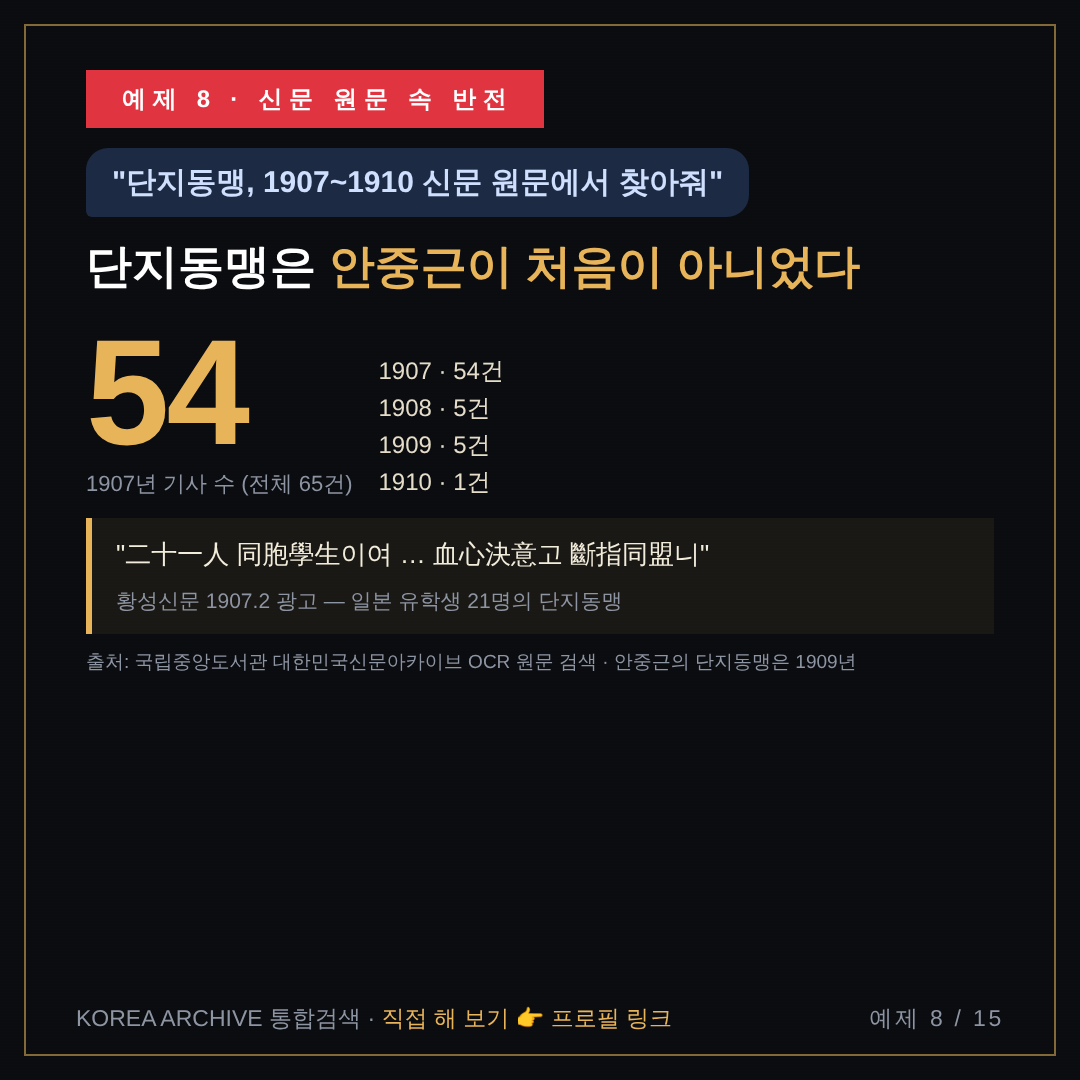 예제 8 · 신문 원문 속 반전
"단지동맹, 1907~1910 신문 원문에서 찾아줘"
단지동맹은 안중근이 처음이 아니었다
54
1907년 기사 수 (전체 65건)
1907 · 54건
1908 · 5건
1909 · 5건
1910 · 1건
"二十一人 同胞學生이여 … 血心決意고 斷指同盟니"
황성신문 1907.2 광고 — 일본 유학생 21명의 단지동맹
출처: 국립중앙도서관 대한민국신문아카이브 OCR 원문 검색 · 안중근의 단지동맹은 1909년
KOREA ARCHIVE 통합검색 · 직접 해 보기 👉 프로필 링크
예제 8 / 15